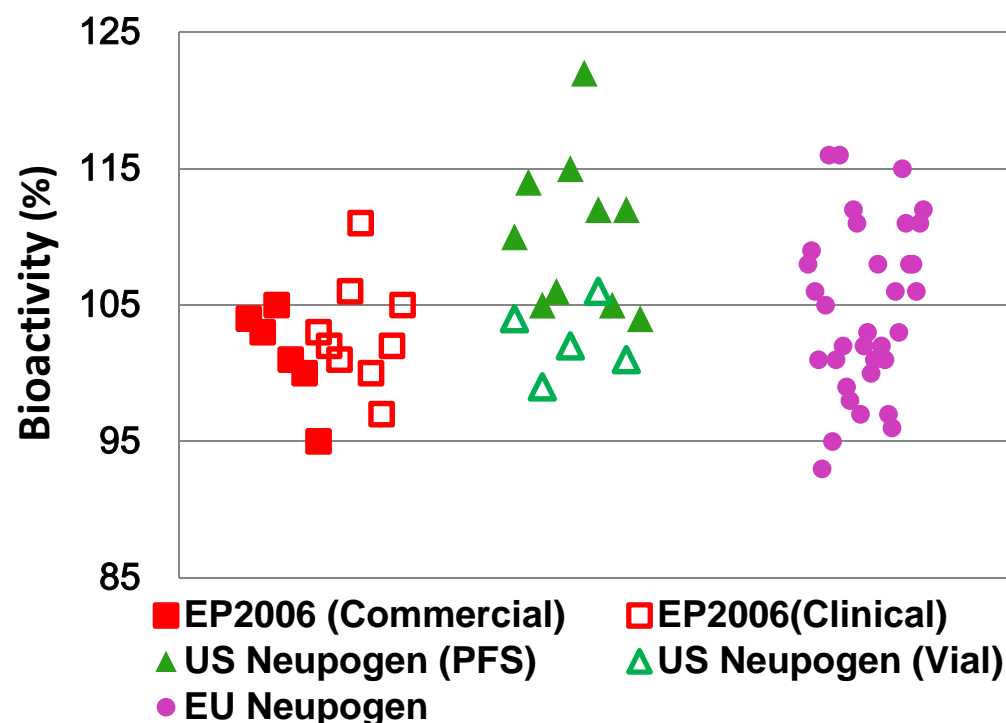 125
115
105
95
85
Bioactivity (%)
EP2006 (Commercial) EP2006(Clinical)
US Neupogen (PFS) US Neupogen (Vial)
EU Neupogen